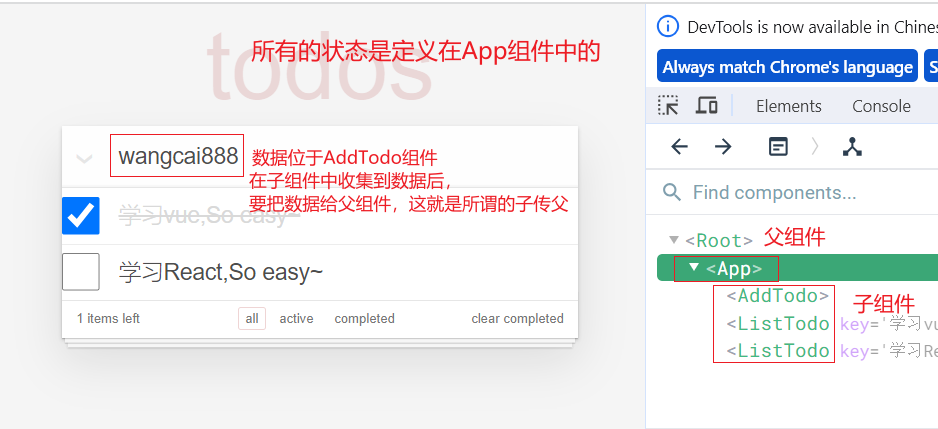 DevTools is now available in Chines
todos
所有的状态是定义在App组件中的
Always match Chrome's language
S
Elements
Console
wangcai888
数据位于AddTodo组件
在子组件中收集到数据后，
要把数据给父组件，这就是所谓的子传父
学习vue,So easy~
学习React,So easy~
1 items left
all
active
completed
clear completed
Find components...
<Root>
父组件
<App>
<AddTodo>
子组件
<ListTodo key='学习vu
<ListTodo key='学习Re